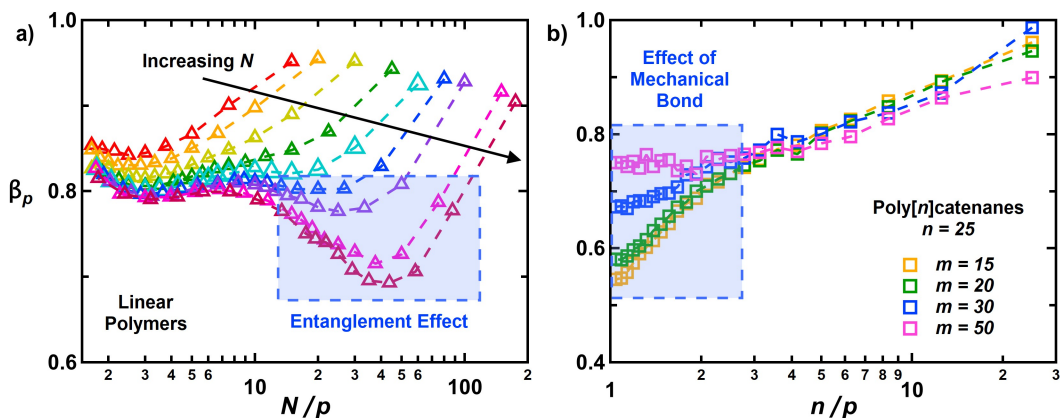 a)
1.0
0.8
0.6
βp
Increasing N
Linear
Polymers
Entanglement Effect
2 3 4 5 6 10 2 3 4 5 6 100 2
N/p
b)
1.0
0.8
0.6
0.4
Effect of
Mechanical
Bond
Poly[n]catenanes
n = 25
m = 15
m = 20
m = 30
m = 50
1 2 3 4 5 6 7 8 9 10 2 3
n/p